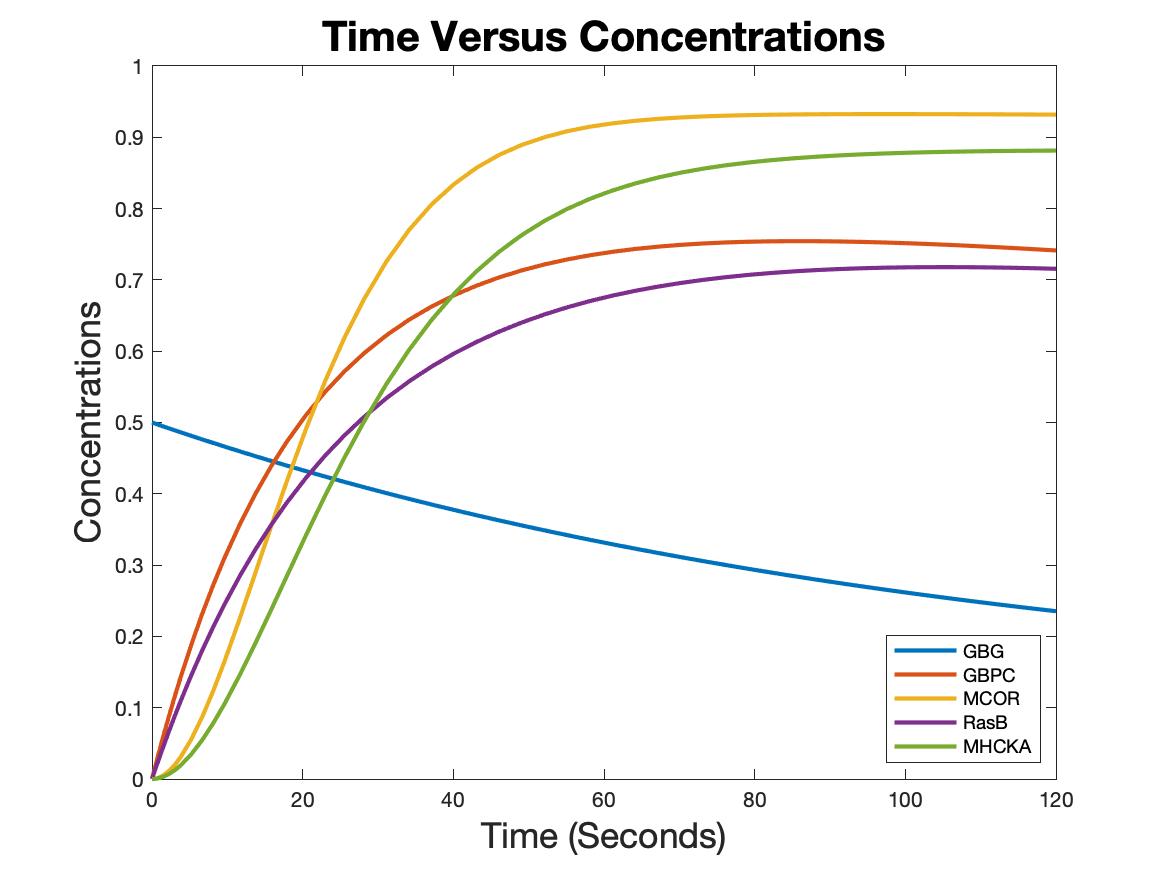 Time Versus Concentrations
1
0.9
0.8
0.7
0.6
0.5
0.4
0.3
0.2
0.1
0
Concentrations
0 20 40 60 80 100 120
Time (Seconds)
GBG
GBPC
MCOR
RasB
MHCKA